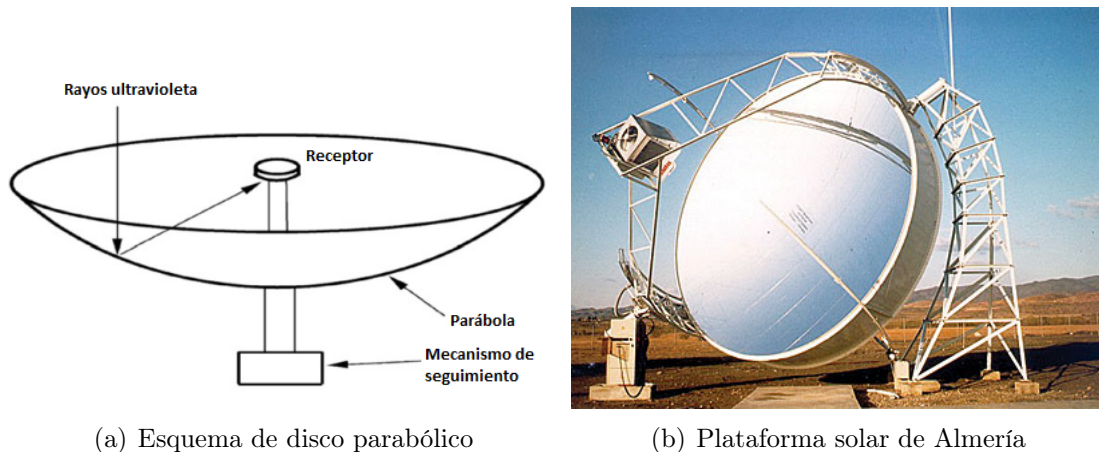 Rayos ultravioleta
Receptor
Parábola
Mecanismo de
seguimiento
(a) Esquema de disco parabólico
(b) Plataforma solar de Almería